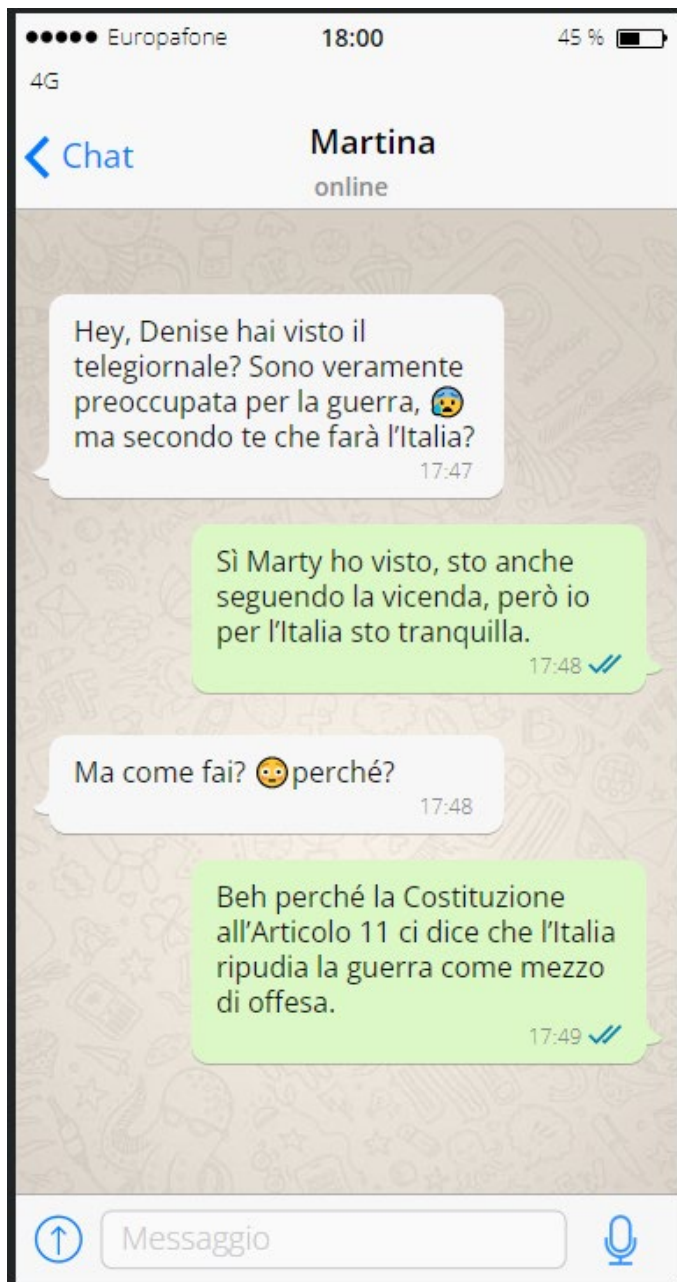 ●●●●● Europafone 18:00 45 %
4G
Chat Martina
online
Hey, Denise hai visto il
telegiornale? Sono veramente
preoccupata per la guerra, 😰
ma secondo te che farà l’Italia?
17:47
Sì Marty ho visto, sto anche
seguendo la vicenda, però io
per l’Italia sto tranquilla.
17:48
Ma come fai? 😳perché?
17:48
Beh perché la Costituzione
all’Articolo 11 ci dice che l’Italia
ripudia la guerra come mezzo
di offesa.
17:49
Messaggio